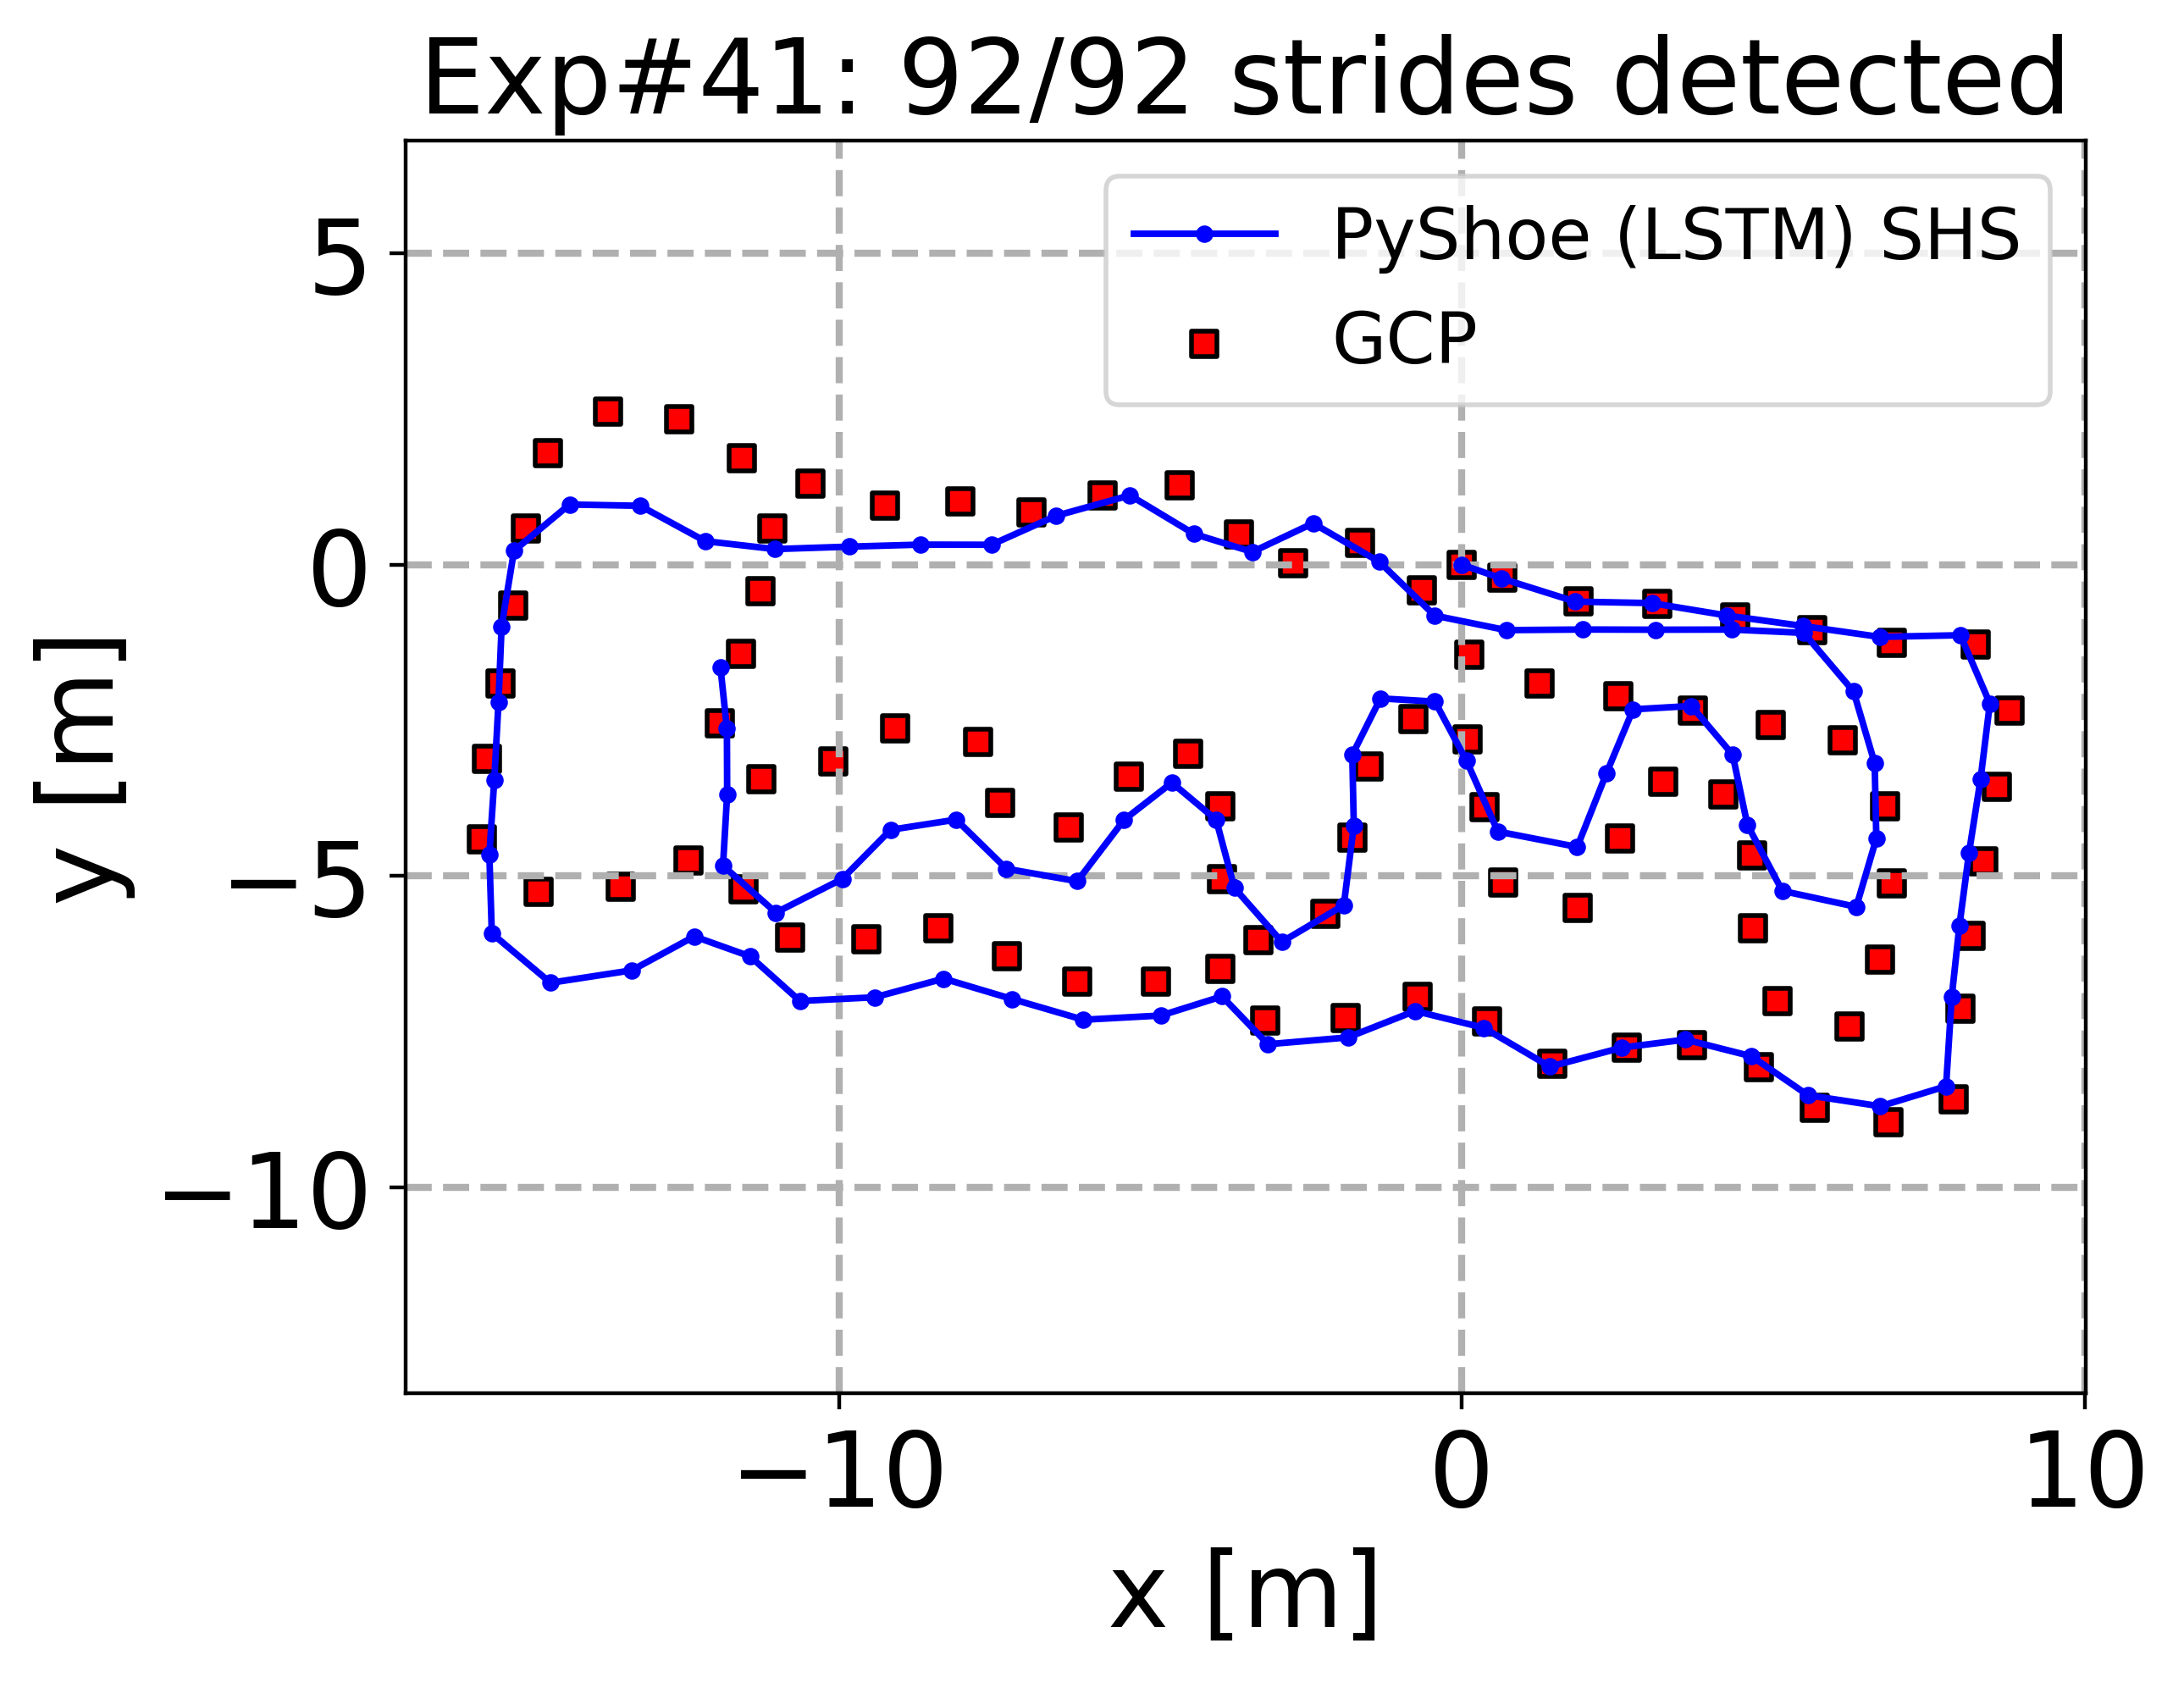 Exp#41: 92/92 strides detected
PyShoe (LSTM) SHS
GCP
y [m]
5
0
−5
−10
−10
0
10
x [m]